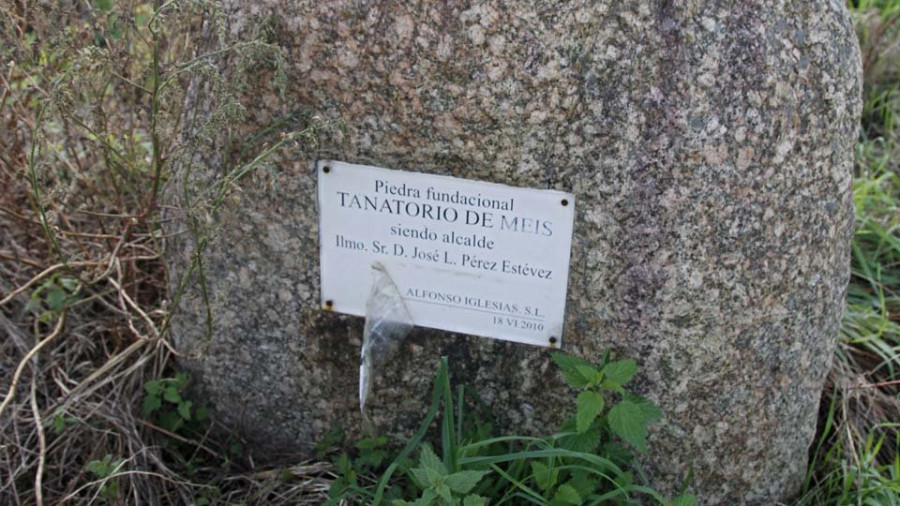 Piedra fundacional
TANATORIO DE MEIS
siendo alcalde
Ilmo. Sr. D. José L. Pérez Estévez
ALFONSO IGLESIAS, S.L.
18 VI 2010